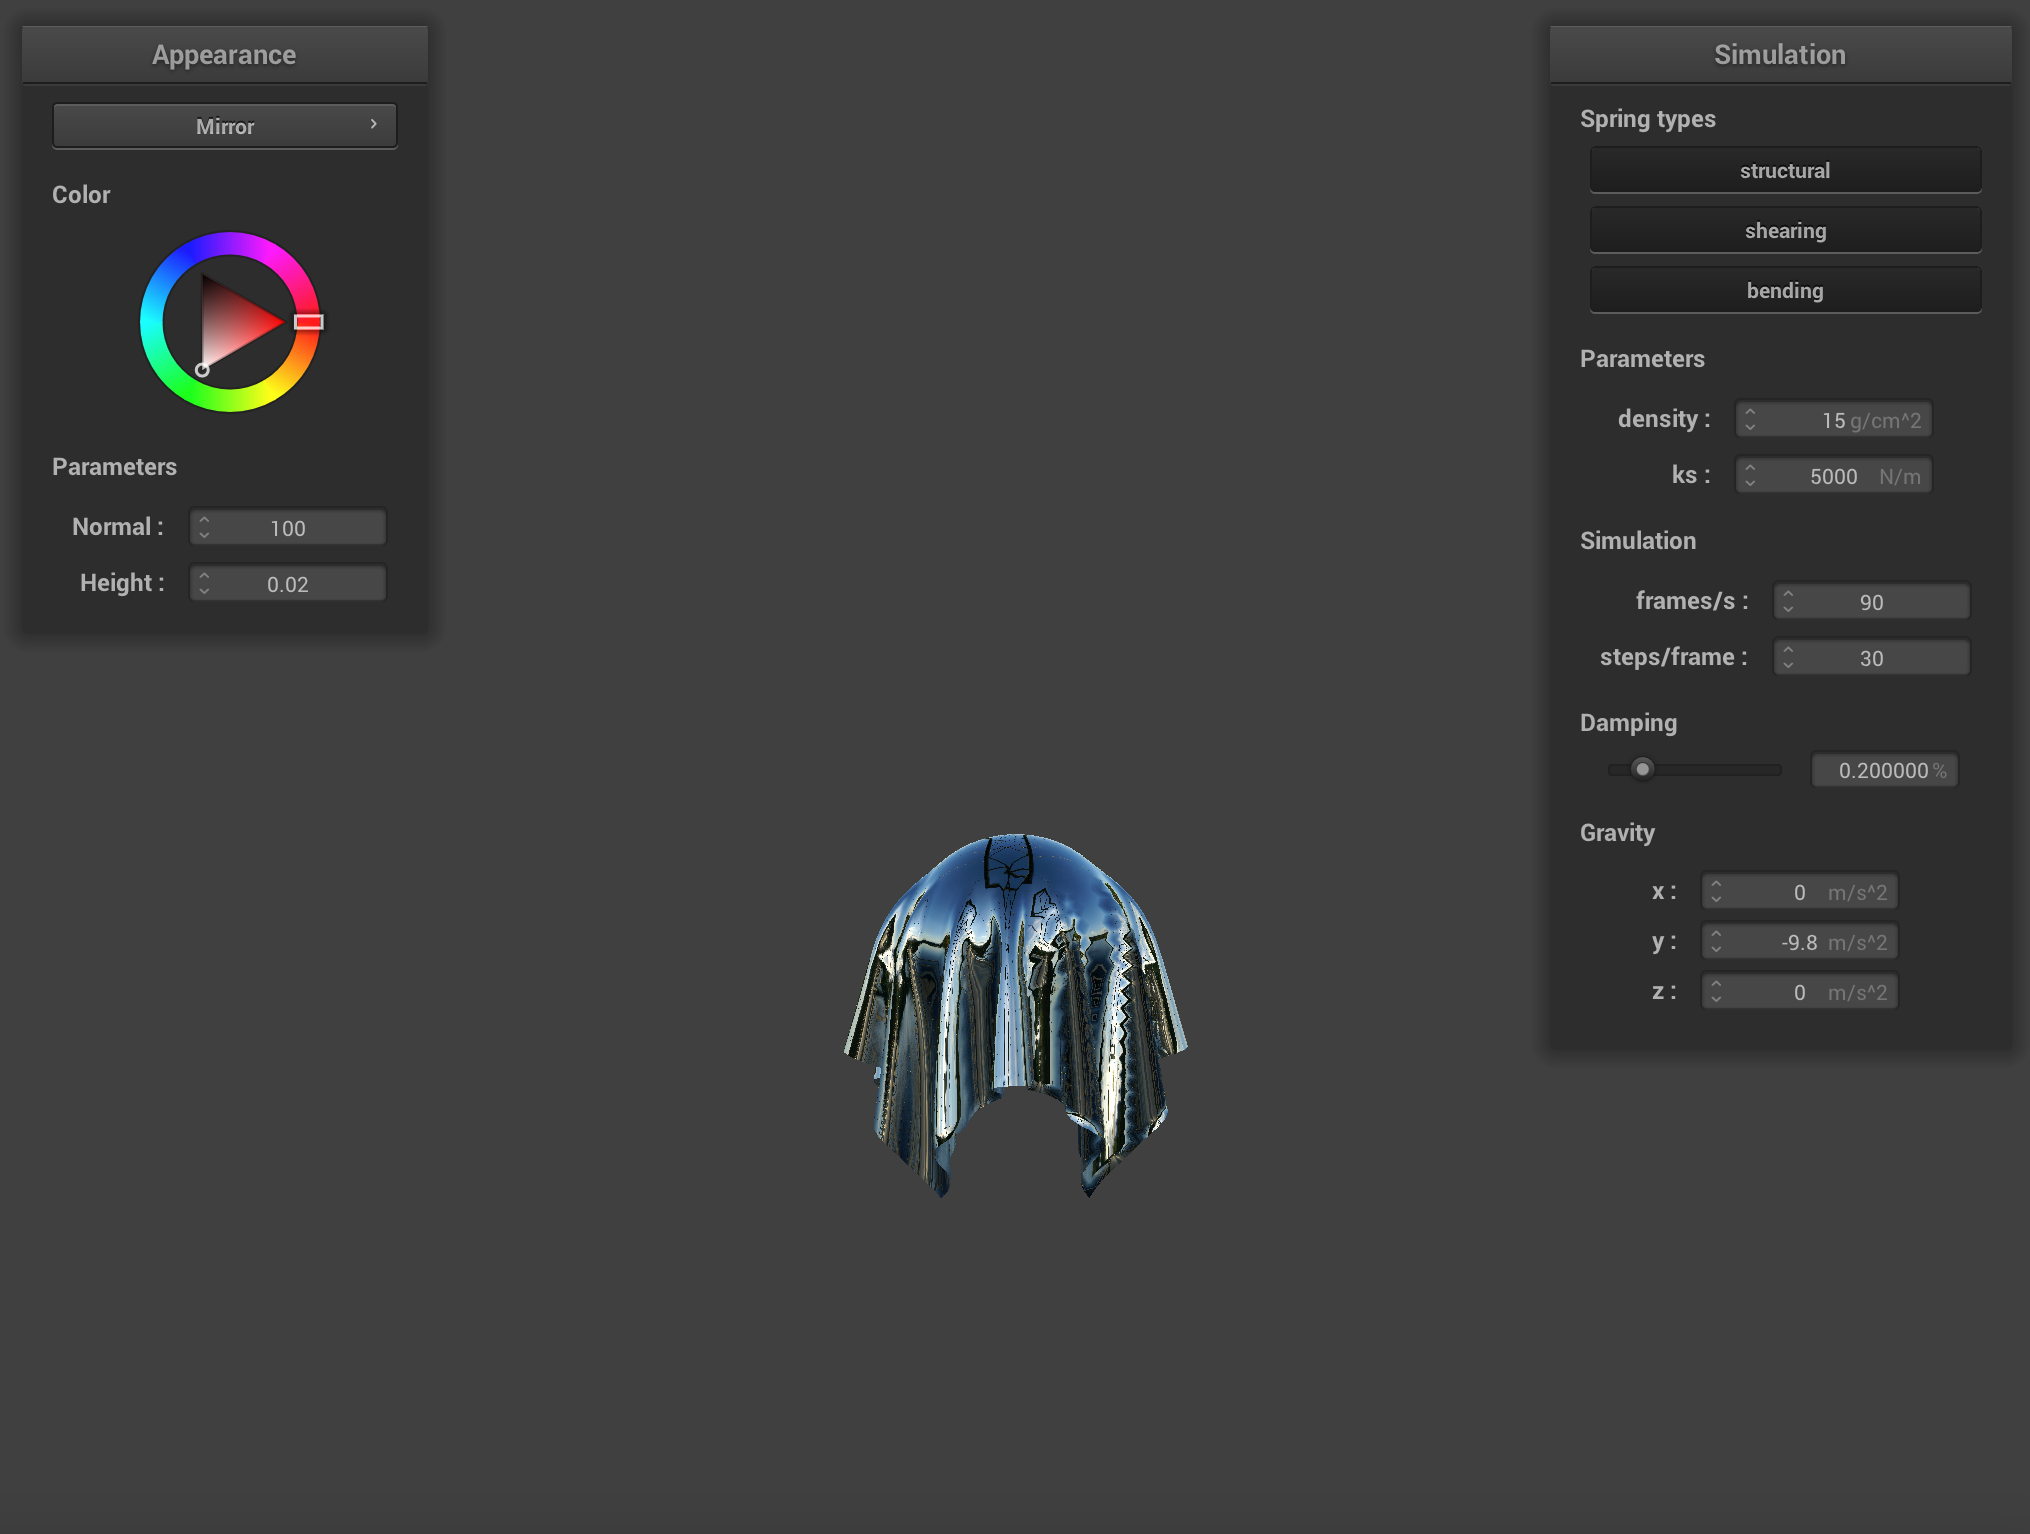 Appearance
Mirror
Color
Parameters
Normal : 100
Height : 0.02
Simulation
Spring types
structural
shearing
bending
Parameters
density : 15 g/cm^2
ks : 5000 N/m
Simulation
frames/s : 90
steps/frame : 30
Damping
0.200000 %
Gravity
x : 0 m/s^2
y : -9.8 m/s^2
z : 0 m/s^2